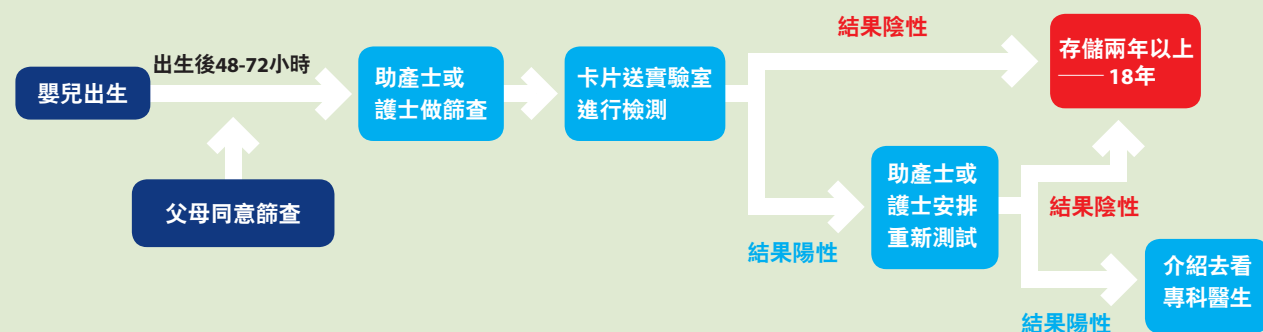 嬰兒出生
出生後48-72小時
父母同意篩查
助產士或
護士做篩查
卡片送實驗室
進行檢測
結果陰性
存儲兩年以上
—— 18年
結果陽性
助產士或
護士安排
重新測試
結果陰性
結果陽性
介紹去看
專科醫生